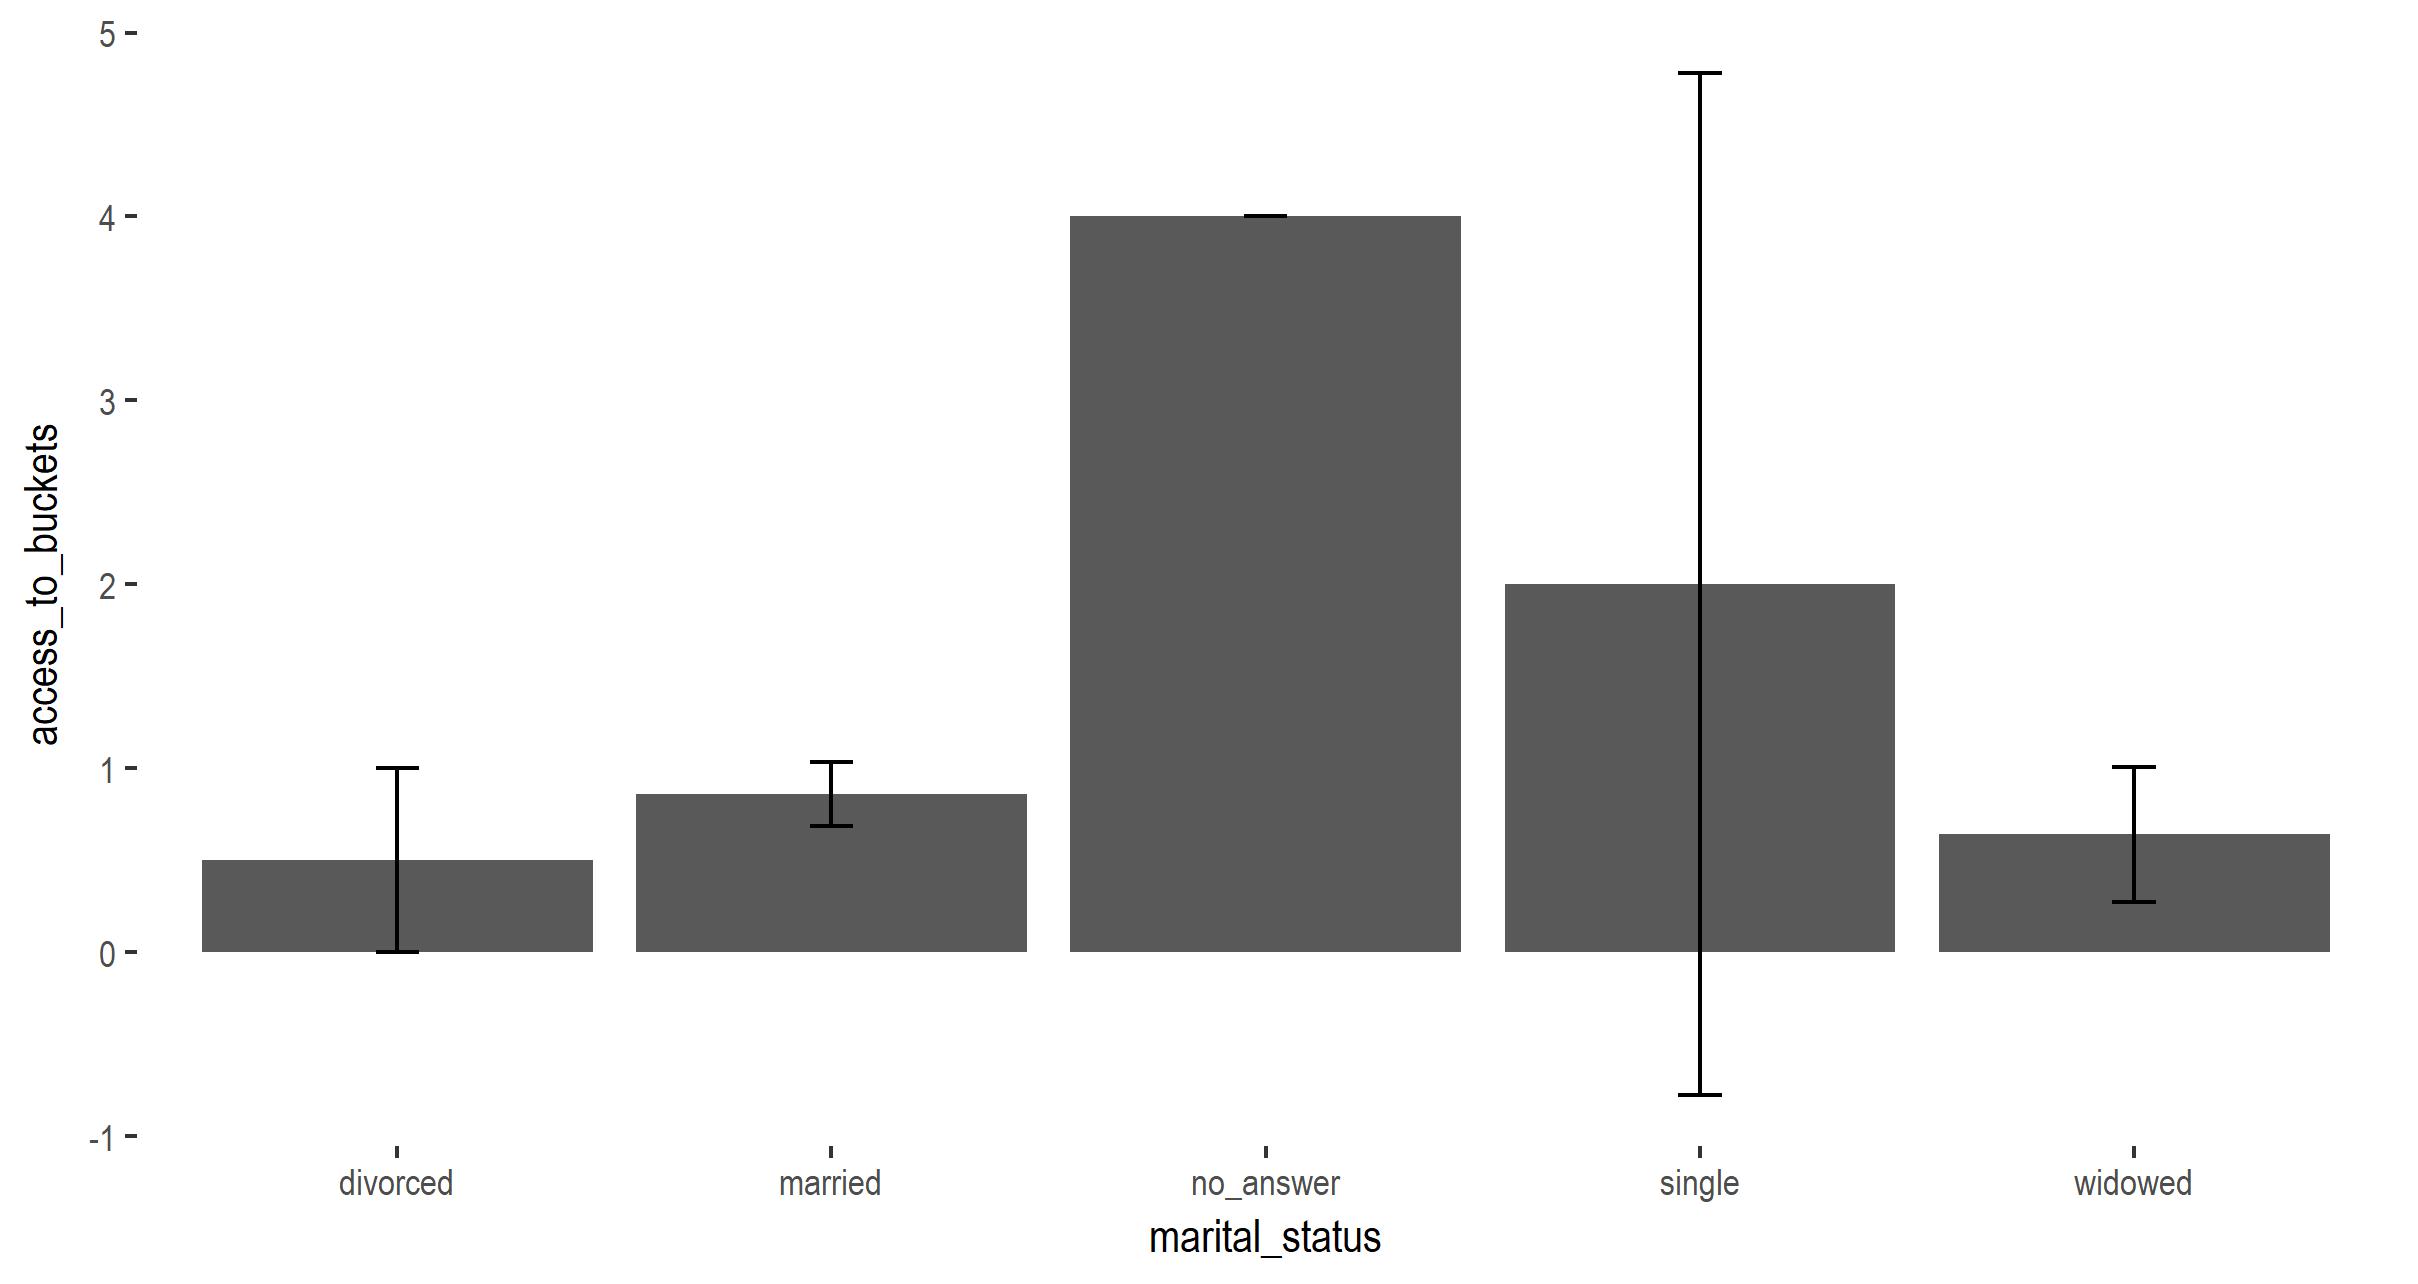 5
4
3
2
1
0
-1
access_to_buckets
divorced married no_answer single widowed
marital_status